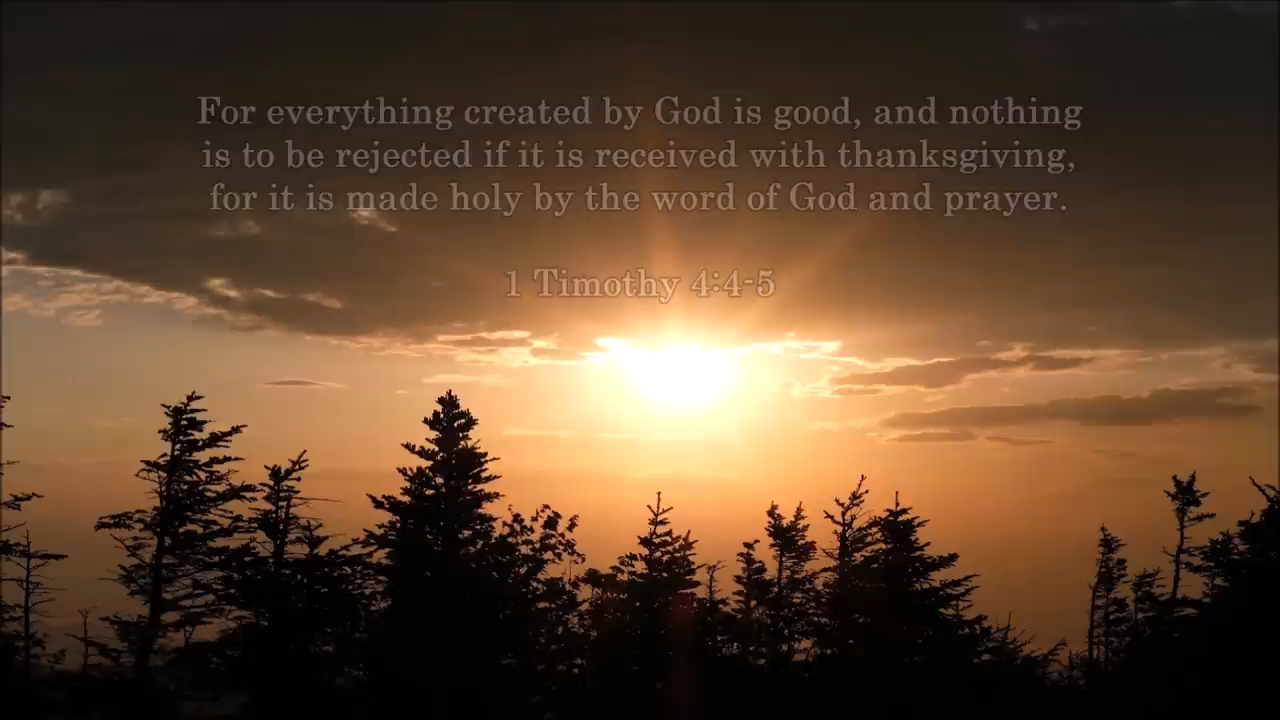 For everything created by God is good, and nothing
is to be rejected if it is received with thanksgiving,
for it is made holy by the word of God and prayer.
1 Timothy 4:4-5